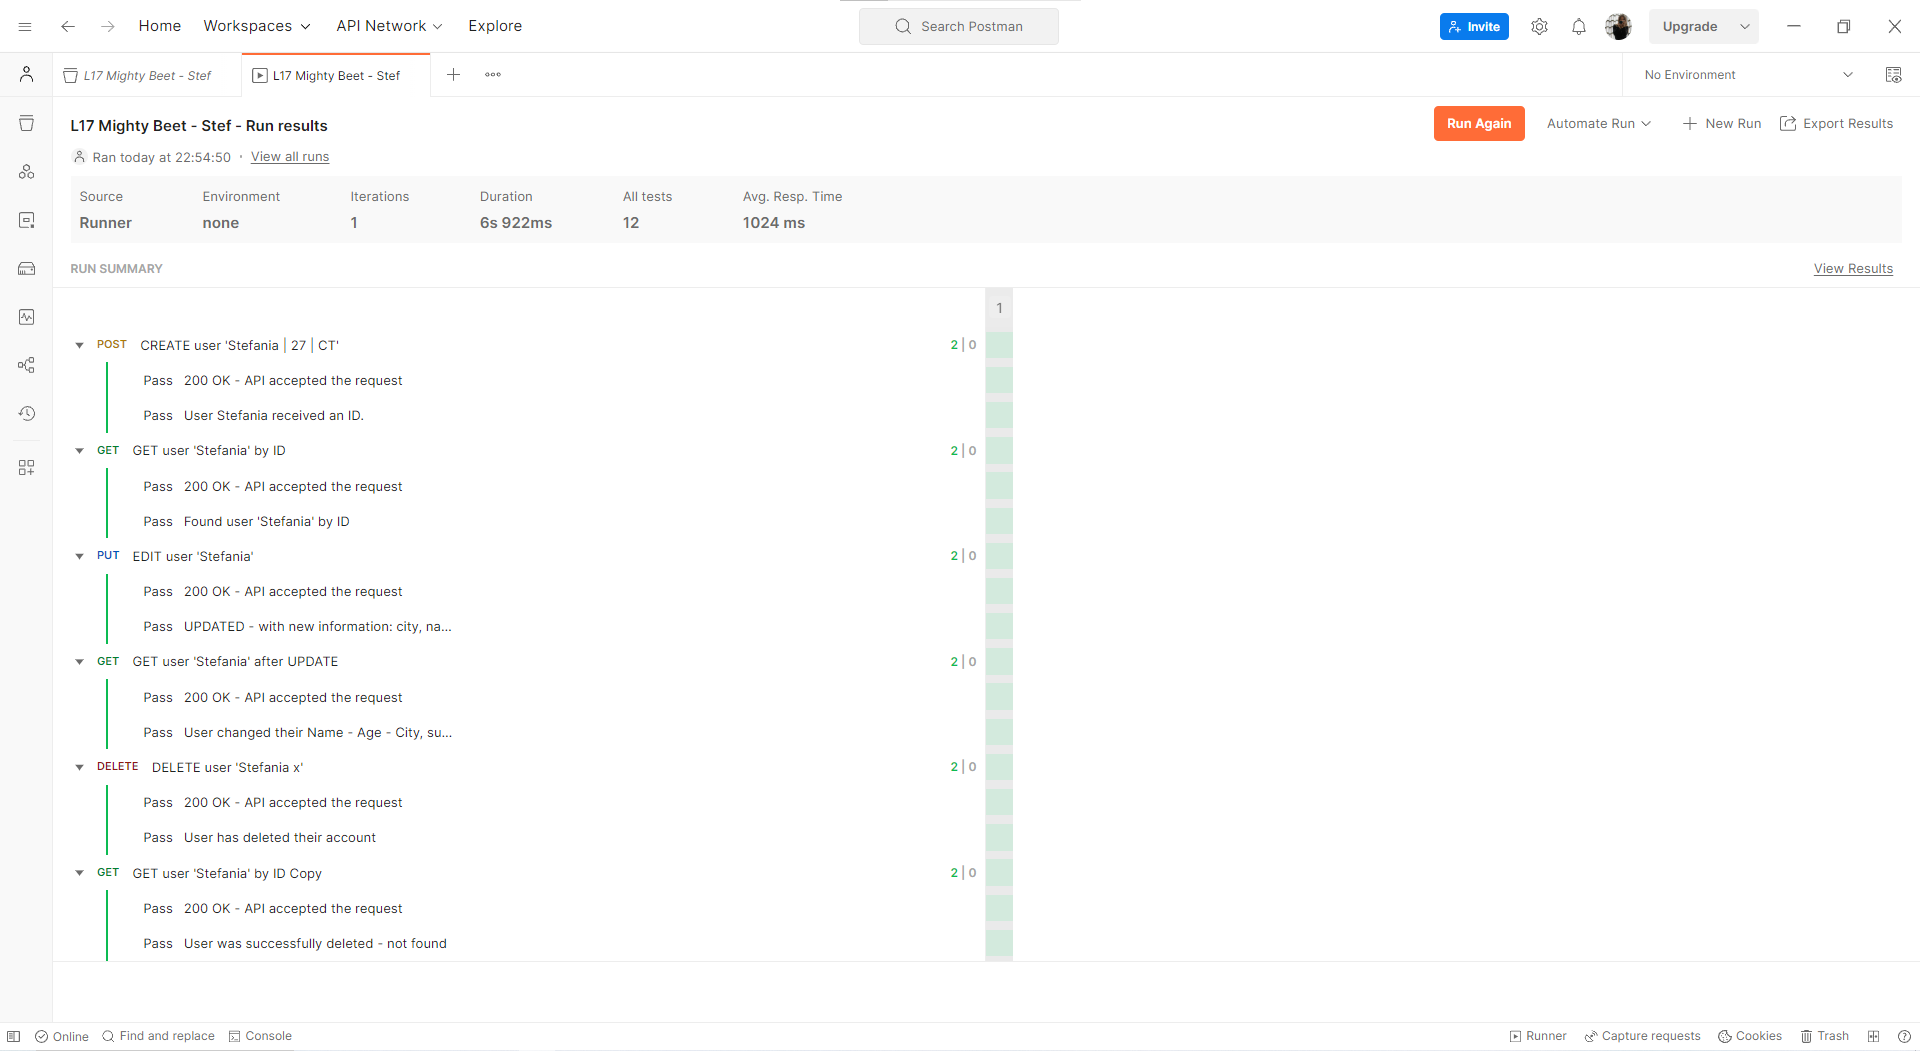 Home Workspaces API Network Explore Search Postman Invite Upgrade
L17 Mighty Beet - Stef L17 Mighty Beet - Stef No Environment
L17 Mighty Beet - Stef - Run results Run Again Automate Run New Run Export Results
Ran today at 22:54:50 · View all runs
Source Environment Iterations Duration All tests Avg. Resp. Time
Runner none 1 6s 922ms 12 1024 ms
RUN SUMMARY View Results
1
POST CREATE user 'Stefania | 27 | CT' 2 | 0
Pass 200 OK - API accepted the request
Pass User Stefania received an ID.
GET GET user 'Stefania' by ID 2 | 0
Pass 200 OK - API accepted the request
Pass Found user 'Stefania' by ID
PUT EDIT user 'Stefania' 2 | 0
Pass 200 OK - API accepted the request
Pass UPDATED - with new information: city, na...
GET GET user 'Stefania' after UPDATE 2 | 0
Pass 200 OK - API accepted the request
Pass User changed their Name - Age - City, su...
DELETE DELETE user 'Stefania x' 2 | 0
Pass 200 OK - API accepted the request
Pass User has deleted their account
GET GET user 'Stefania' by ID Copy 2 | 0
Pass 200 OK - API accepted the request
Pass User was successfully deleted - not found
Online Find and replace Console Runner Capture requests Cookies Trash